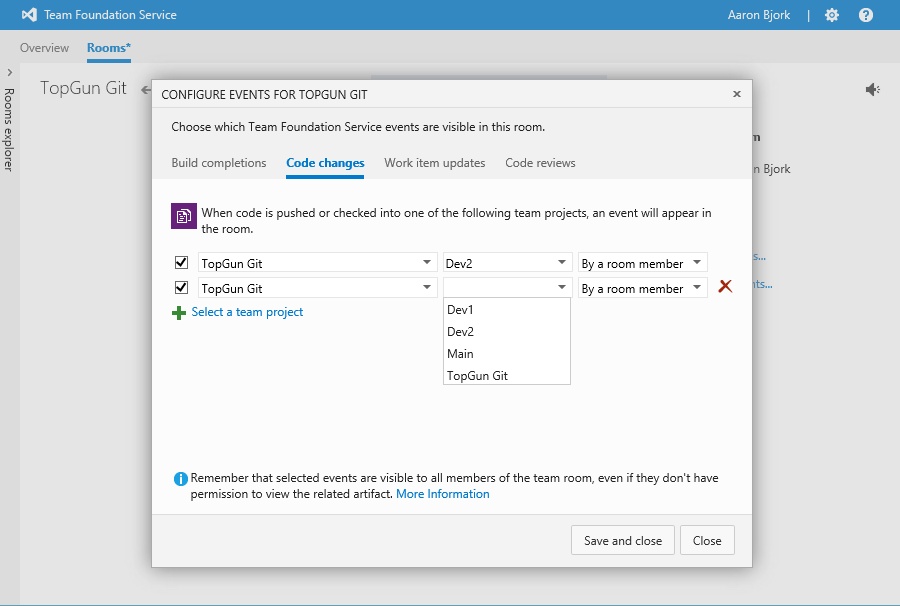 Team Foundation Service
Aaron Bjork
Overview
Rooms*
Rooms explorer
TopGun Git
CONFIGURE EVENTS FOR TOPGUN GIT
Choose which Team Foundation Service events are visible in this room.
Build completions
Code changes
Work item updates
Code reviews
When code is pushed or checked into one of the following team projects, an event will appear in
the room.
TopGun Git
Dev2
By a room member
TopGun Git
By a room member
Dev1
Dev2
Main
TopGun Git
Select a team project
Remember that selected events are visible to all members of the team room, even if they don't have
permission to view the related artifact. More Information
Save and close
Close
Bjork